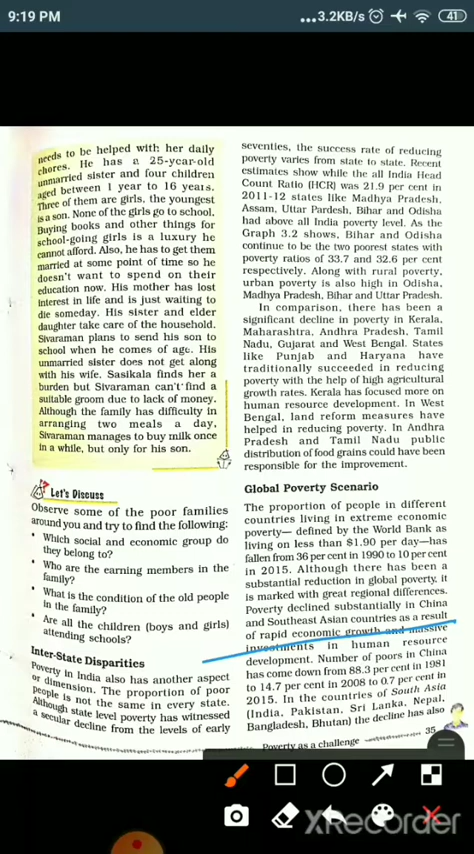 9:19 PM
...3.2KB/s
41
needs to be helped with her daily
chores. He has a 25-year-old
unmarried sister and four children
aged between 1 year to 16 years.
Three of them are girls, the youngest
is a son. None of the girls go to school.
Buying books and other things for
school-going girls is a luxury he
cannot afford. Also, he has to get them
married at some point of time so he
doesn't want to spend on their
education now. His mother has lost
interest in life and is just waiting to
die someday. His sister and elder
daughter take care of the household.
Sivaraman plans to send his son to
school when he comes of age. His
unmarried sister does not get along
with his wife. Sasikala finds her a
burden but Sivaraman can't find a
suitable groom due to lack of money.
Although the family has difficulty in
arranging two meals a day,
Sivaraman manages to buy milk once
in a while, but only for his son.
Let's Discuss
Observe some of the poor families
around you and try to find the following:
• Which social and economic group do
they belong to?
• Who are the earning members in the
family?
• What is the condition of the old people
in the family?
• Are all the children (boys and girls)
attending schools?
Inter-State Disparities
Poverty in India also has another aspect
or dimension. The proportion of poor
people is not the same in every state.
Although state level poverty has witnessed
a secular decline from the levels of early
seventies, the success rate of reducing
poverty varies from state to state. Recent
estimates show while the all India Head
Count Ratio (HCR) was 21.9 per cent in
2011-12 states like Madhya Pradesh,
Assam, Uttar Pardesh, Bihar and Odisha
had above all India poverty level. As the
Graph 3.2 shows, Bihar and Odisha
continue to be the two poorest states with
poverty ratios of 33.7 and 32.6 per cent
respectively. Along with rural poverty,
urban poverty is also high in Odisha,
Madhya Pradesh, Bihar and Uttar Pradesh.
In comparison, there has been a
significant decline in poverty in Kerala,
Maharashtra, Andhra Pradesh, Tamil
Nadu, Gujarat and West Bengal. States
like Punjab and Haryana have
traditionally succeeded in reducing
poverty with the help of high agricultural
growth rates. Kerala has focused more on
human resource development. In West
Bengal, land reform measures have
helped in reducing poverty. In Andhra
Pradesh and Tamil Nadu public
distribution of food grains could have been
responsible for the improvement.
Global Poverty Scenario
The proportion of people in different
countries living in extreme economic
poverty— defined by the World Bank as
living on less than $1.90 per day—has
fallen from 36 per cent in 1990 to 10 per cent
in 2015. Although there has been a
substantial reduction in global poverty, it
is marked with great regional differences.
Poverty declined substantially in China
and Southeast Asian countries as a result
of rapid economic growth and massive
investments in human resource
development. Number of poors in China
has come down from 88.3 per cent in 1981
to 14.7 per cent in 2008 to 0.7 per cent in
2015. In the countries of South Asia
(India, Pakistan, Sri Lanka, Nepal,
Bangladesh, Bhutan) the decline has also
Poverty as a challenge
35
XRecorder